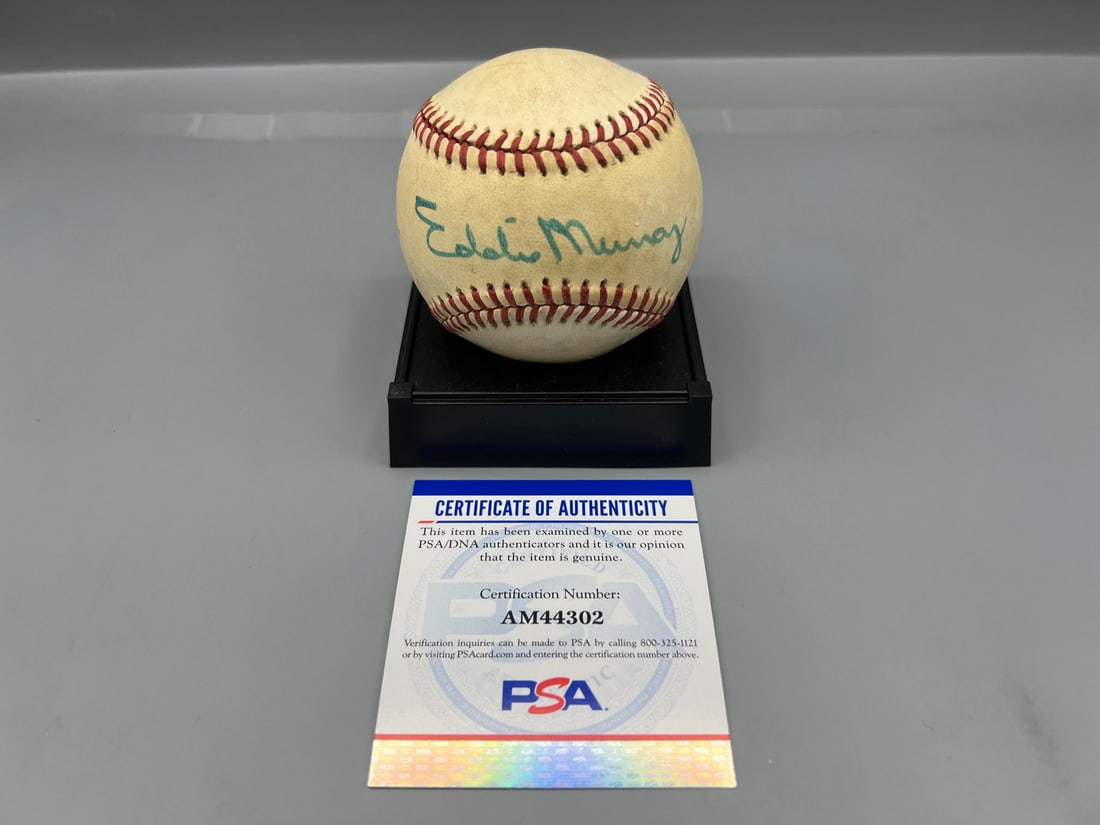 Eddie Murray
CERTIFICATE OF AUTHENTICITY
This item has been examined by one or more
PSA/DNA authenticators and it is our opinion
that the item is genuine.
Certification Number:
AM44302
Verification inquiries can be made to PSA by calling 800-325-1121
or by visiting PSAcard.com and entering the certification number above.
PSA